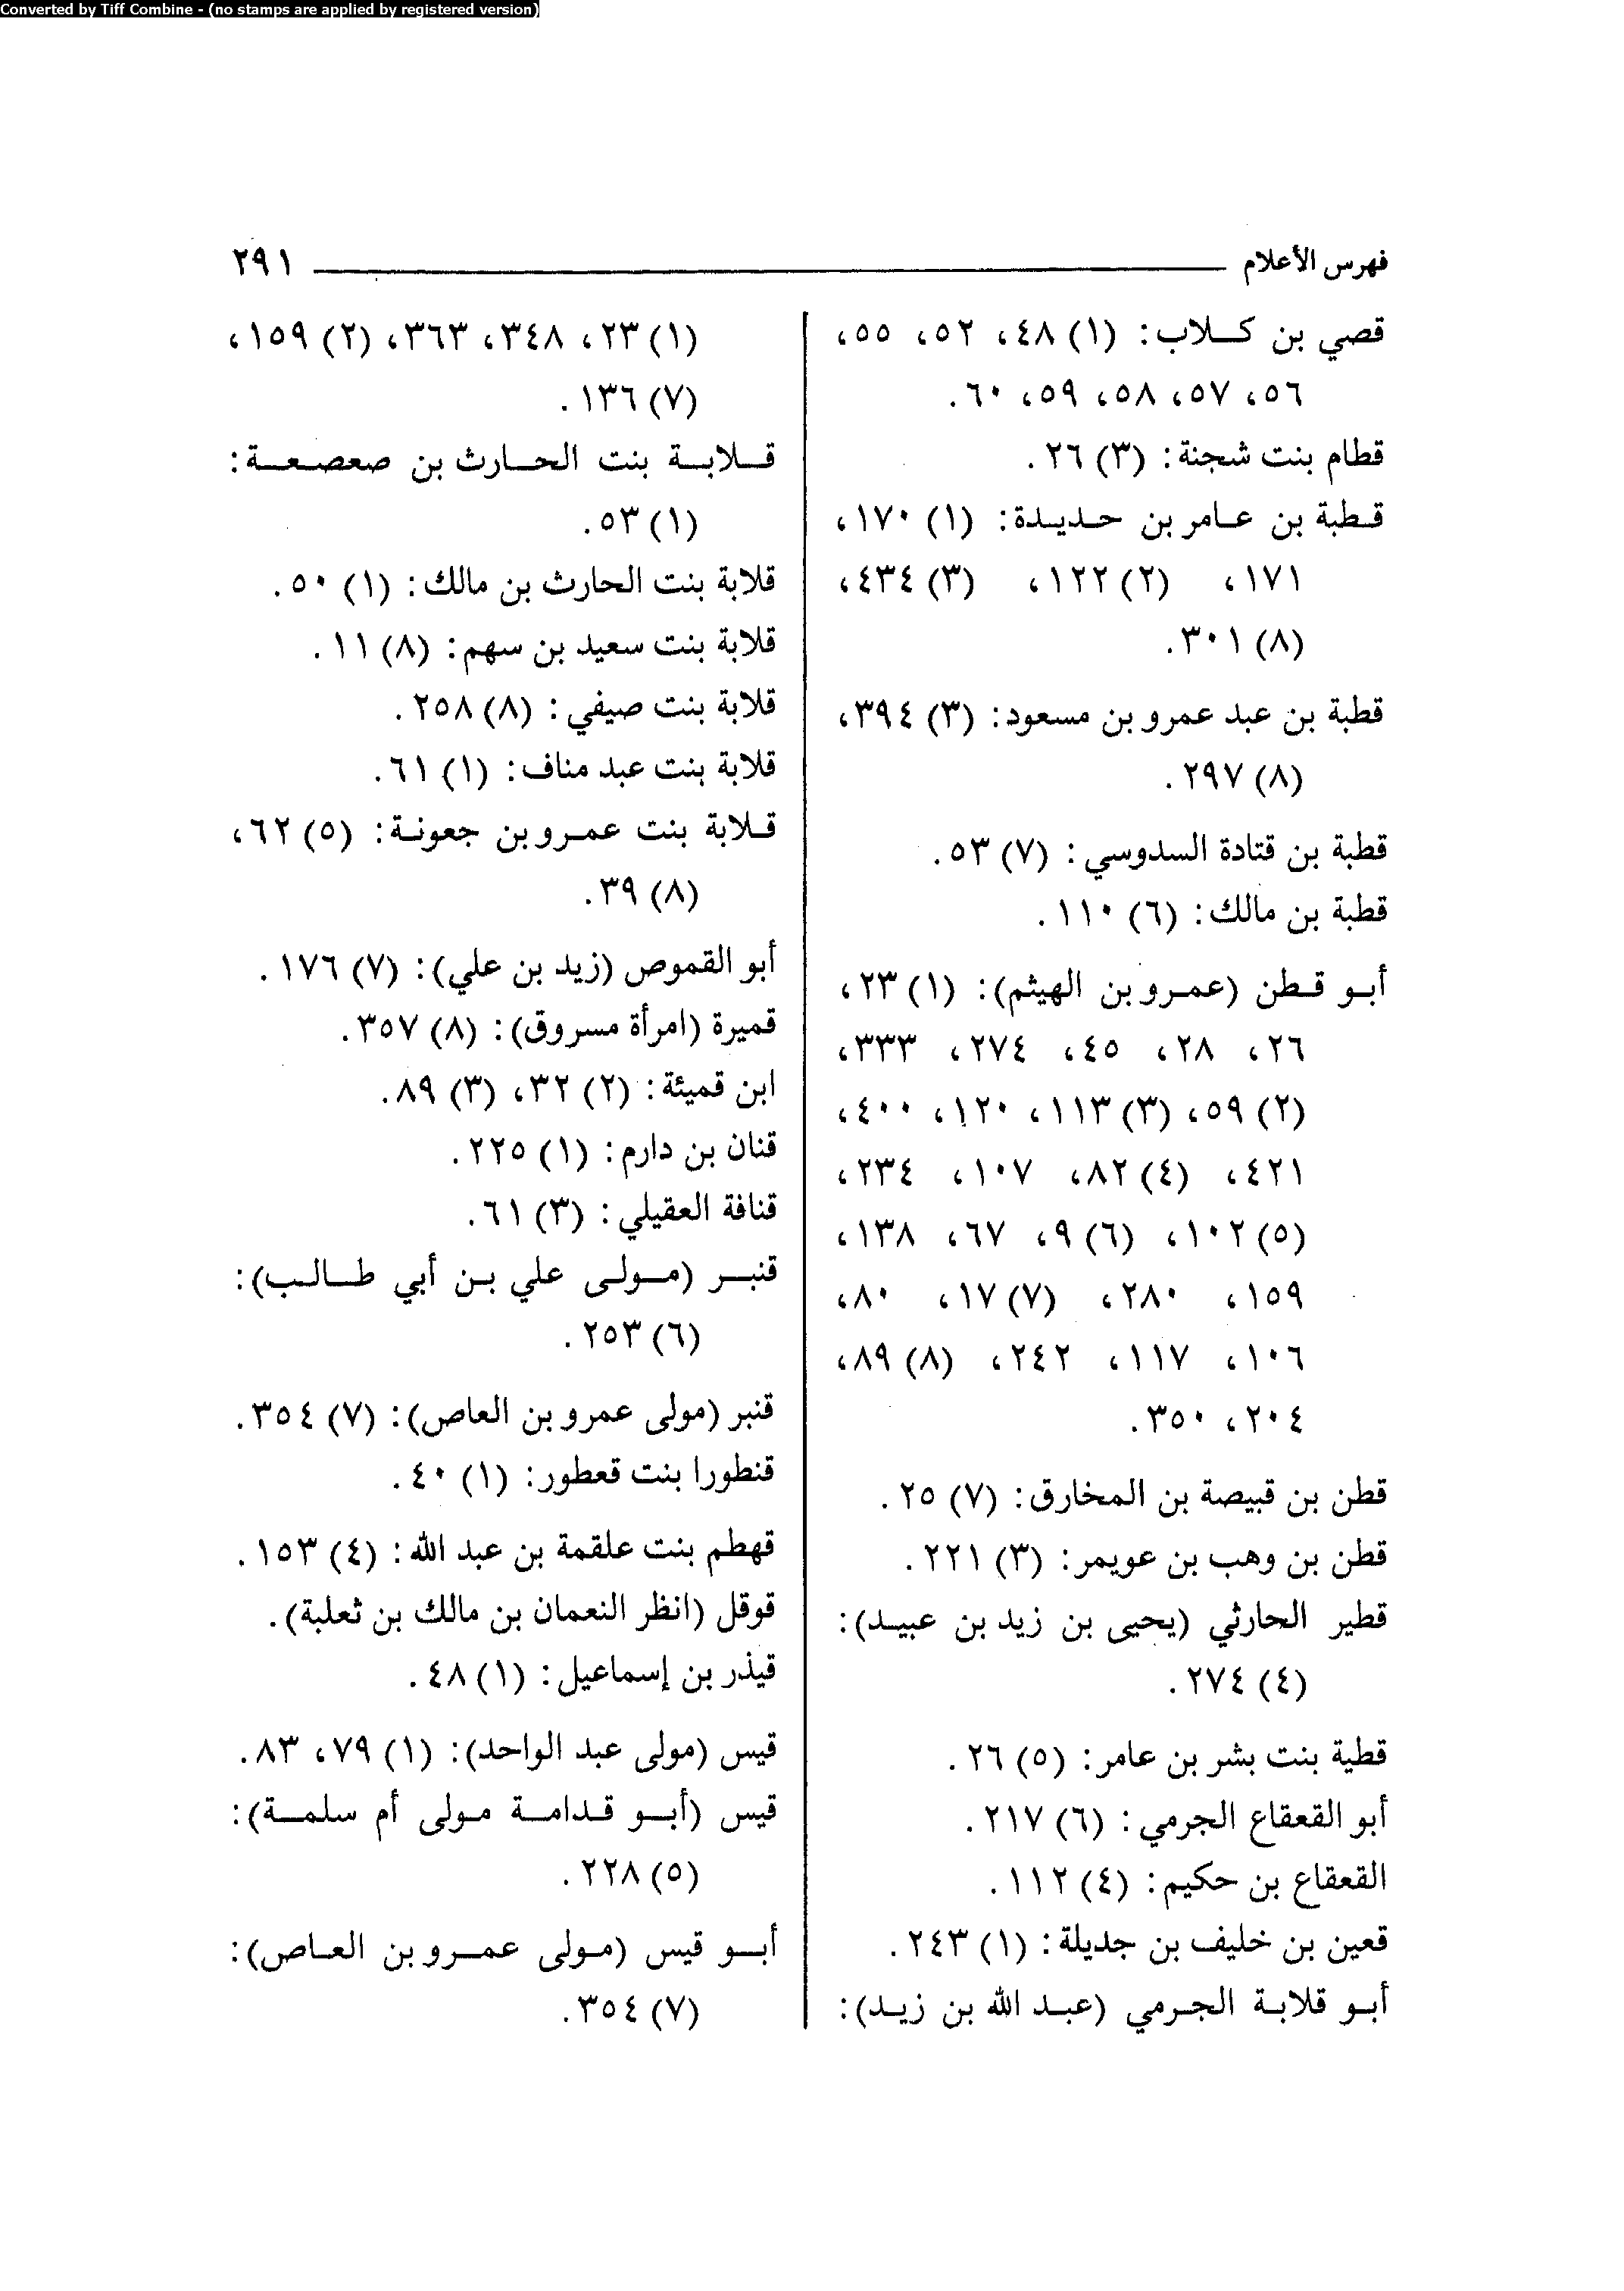 Converted by Tiff Combine - (no stamps are applied by registered version)
فهرس الأعلام ٢٩١
قصي بن كلاب: (١) ٤٨، ٥٢، ٥٥،
٥٦، ٥٧، ٥٨، ٥٩، ٦٠.
قطام بنت شجنة: (٣) ٢٦.
قطبة بن عامر بن حديدة: (١) ١٧٠،
١٧١، (٢) ١٢٢، (٣) ٤٣٤،
(٨) ٣٠١.
قطبة بن عبد عمرو بن مسعود: (٣) ٣٩٤،
(٨) ٢٩٧.
قطبة بن قتادة السدوسي: (٧) ٥٣.
قطبة بن مالك: (٦) ١١٠.
أبو قطن (عمرو بن الهيثم): (١) ٢٣،
٢٦، ٢٨، ٤٥، ٢٧٤، ٣٣٣،
(٢) ٥٩، (٣) ١١٣، ١٢٠، ٤٠٠،
٤٢١، (٤) ٨٢، ١٠٧، ٢٣٤،
(٥) ١٠٢، (٦) ٩، ٦٧، ١٣٨،
١٥٩، ٢٨٠، (٧) ١٧، ٨٠،
١٠٦، ١١٧، ٢٤٢، (٨) ٨٩،
٢٠٤، ٣٥٠.
قطن بن قبيصة بن المخارق: (٧) ٢٥.
قطن بن وهب بن عويمر: (٣) ٢٢١.
قطير الحارثي (يحيى بن زيد بن عبيد):
(٤) ٢٧٤.
قطية بنت بشر بن عامر: (٥) ٢٦.
أبو القعقاع الجرمي: (٦) ٢١٧.
القعقاع بن حكيم: (٤) ١١٢.
قعين بن خليف بن جديلة: (١) ٢٤٣.
أبو قلابة الجرمي (عبد الله بن زيد):
(١) ٢٣، ٣٤٨، ٣٦٣، (٢) ١٥٩،
(٧) ١٣٦.
قلابة بنت الحارث بن صعصعة:
(١) ٥٣.
قلابة بنت الحارث بن مالك: (١) ٥٠.
قلابة بنت سعيد بن سهم: (٨) ١١.
قلابة بنت صيفي: (٨) ٢٥٨.
قلابة بنت عبد مناف: (١) ٦١.
قلابة بنت عمرو بن جعونة: (٥) ٦٢،
(٨) ٣٩.
أبو القموص (زيد بن علي): (٧) ١٧٦.
قميرة (امرأة مسروق): (٨) ٣٥٧.
ابن قميئة: (٢) ٣٢، (٣) ٨٩.
قنان بن دارم: (١) ٢٢٥.
قنافة العقيلي: (٣) ٦١.
قنبر (مولى علي بن أبي طالب):
(٦) ٢٥٣.
قنبر (مولى عمرو بن العاص): (٧) ٣٥٤.
قنطورا بنت قعطور: (١) ٤٠.
قهطم بنت علقمة بن عبد الله: (٤) ١٥٣.
قوقل (انظر النعمان بن مالك بن ثعلبة).
قيذر بن إسماعيل: (١) ٤٨.
قيس (مولى عبد الواحد): (١) ٧٩، ٨٣.
قيس (أبو قدامة مولى أم سلمة):
(٥) ٢٢٨.
أبو قيس (مولى عمرو بن العاص):
(٧) ٣٥٤.